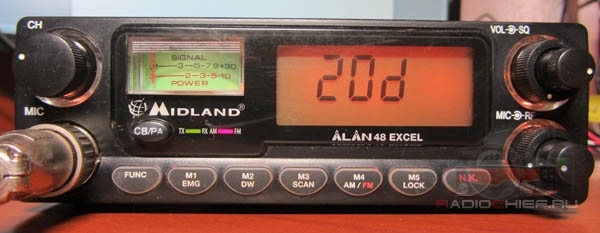 CH
VOL SQ
SIGNAL
1-3-5-7 9+30
1-2-3-5-10
POWER
20d
MIDLAND
MIC
MIC RF
CB/PA
TX RX AM FM
ALAN 48 EXCEL
FUNC
M1
EMG
M2
DW
M3
SCAN
M4
AM / FM
M5
LOCK
N.K.
RADIOCHIEF.RU